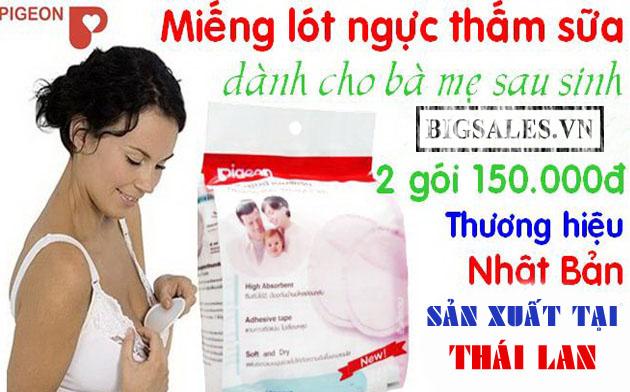 PIGEON
Miếng lót ngực thấm sữa
dành cho bà mẹ sau sinh
BIGSALES.VN
2 gói 150.000đ
Thương hiệu
Nhật Bản
SẢN XUẤT TẠI
THÁI LAN
Pigeon
High Absorbent
Adhesive tape
Soft and Dry
New!